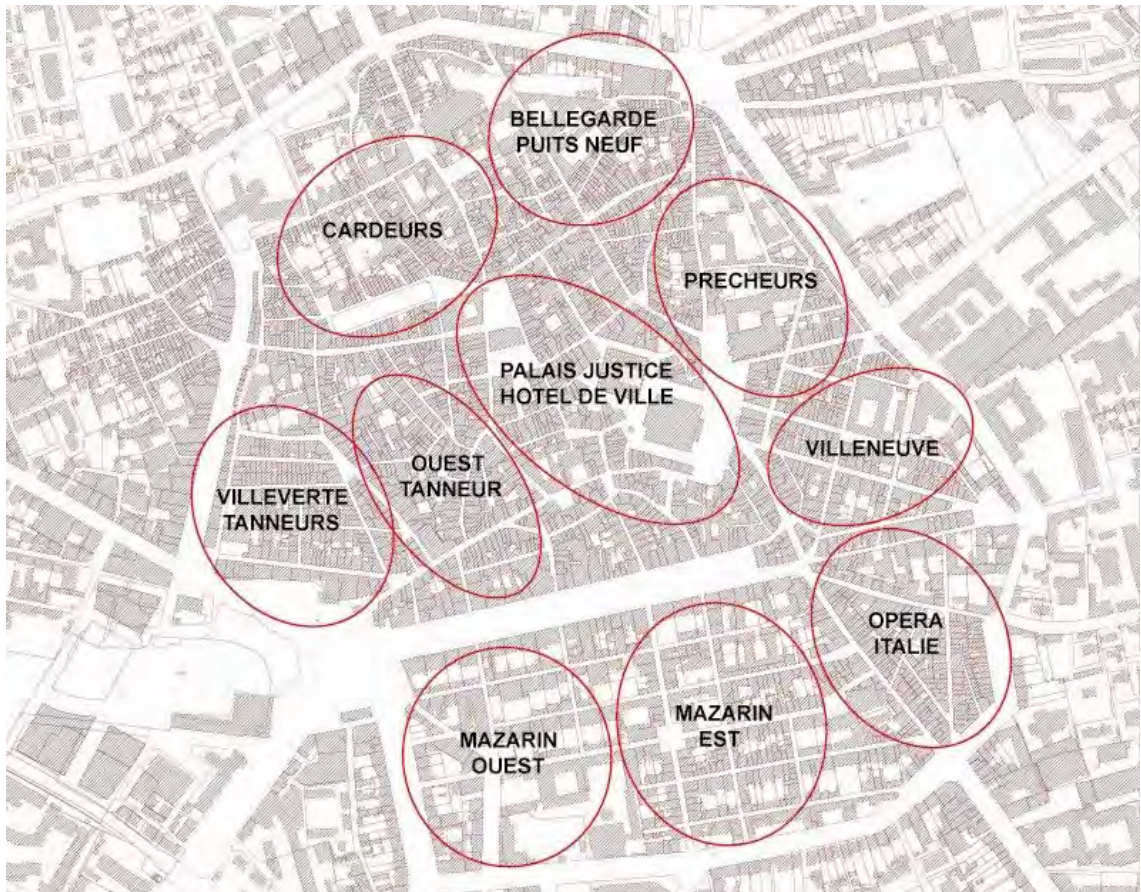 BELLEGARDE
PUITS NEUF
CARDEURS
PRECHEURS
PALAIS JUSTICE
HOTEL DE VILLE
VILLENEUVE
OUEST
TANNEUR
VILLEVERTE
TANNEURS
OPERA
ITALIE
MAZARIN
EST
MAZARIN
OUEST